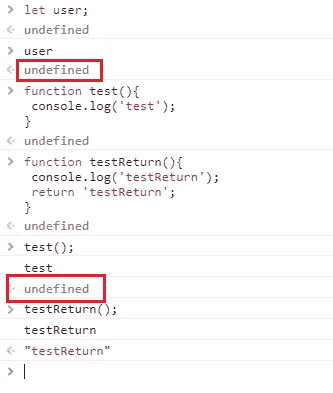 > let user;
< undefined
> user
< undefined
> function test(){
console.log('test');
}
< undefined
> function testReturn(){
console.log('testReturn');
return 'testReturn';
}
< undefined
> test();
test
< undefined
> testReturn();
testReturn
< "testReturn"
>